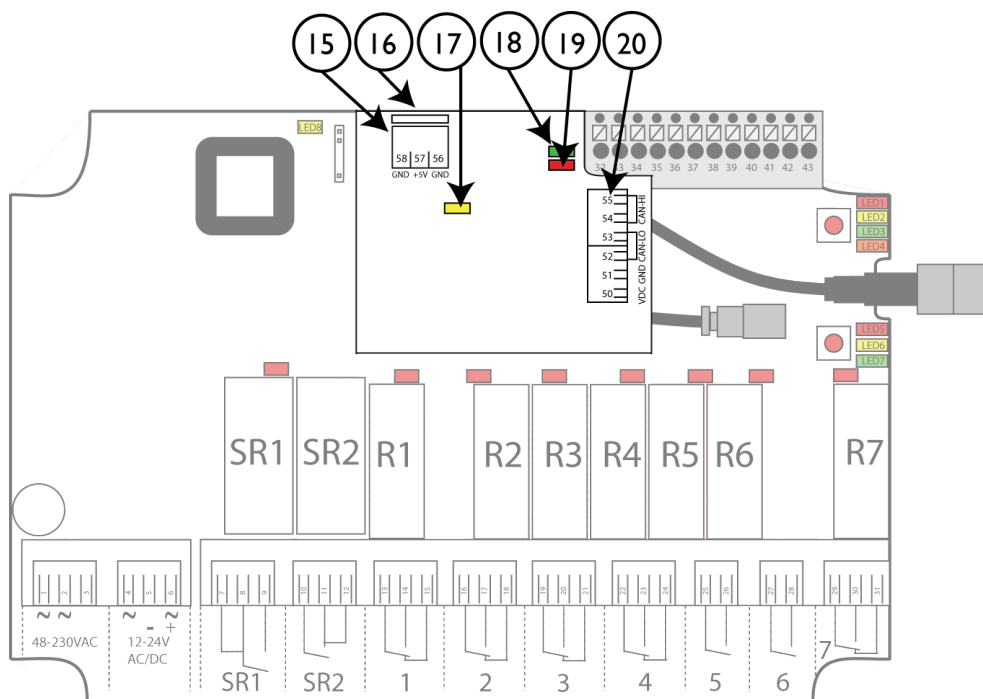 15 16 17 18 19 20
LED8
58 57 56
GND +5V GND
32 33 34 35 36 37 38 39 40 41 42 43
55
54
53
52
51
50
CAN-HI
CAN-LO
GND
VDC
LED1
LED2
LED3
LED4
LED5
LED6
LED7
SR1 SR2 R1 R2 R3 R4 R5 R6 R7
1 2 3 4 5 6 7 8 9 10 11 12 13 14 15 16 17 18 19 20 21 22 23 24 25 26 27 28 29 30 31
~ ~ ~ - ~ +
48-230VAC
12-24V
AC/DC
SR1 SR2 1 2 3 4 5 6 7